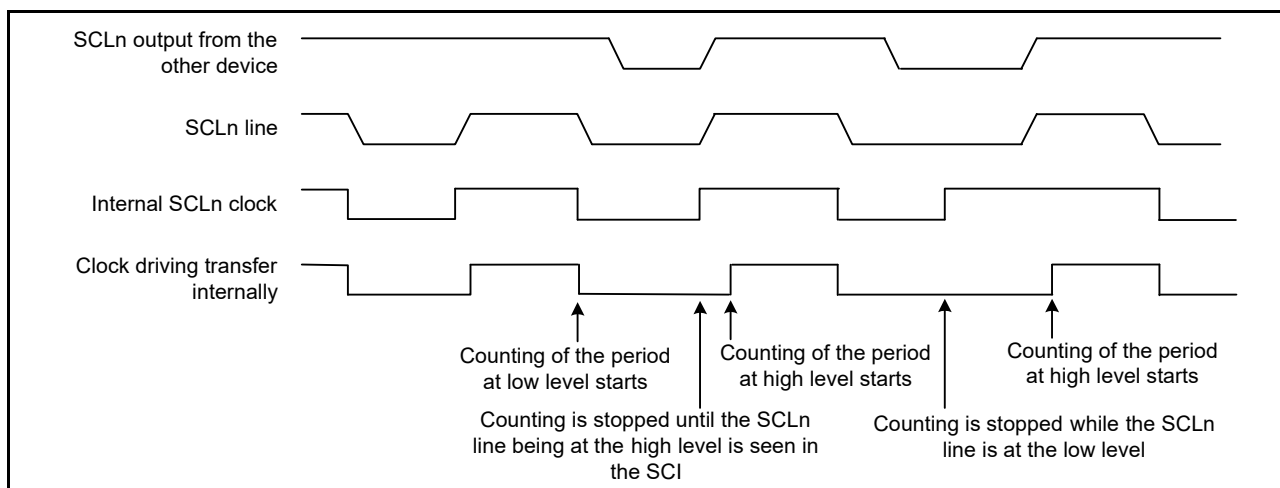 SCLn output from the
other device
SCLn line
Internal SCLn clock
Clock driving transfer
internally
Counting of the period
at low level starts
Counting of the period
at high level starts
Counting of the period
at high level starts
Counting is stopped until the SCLn
line being at the high level is seen in
the SCI
Counting is stopped while the SCLn
line is at the low level